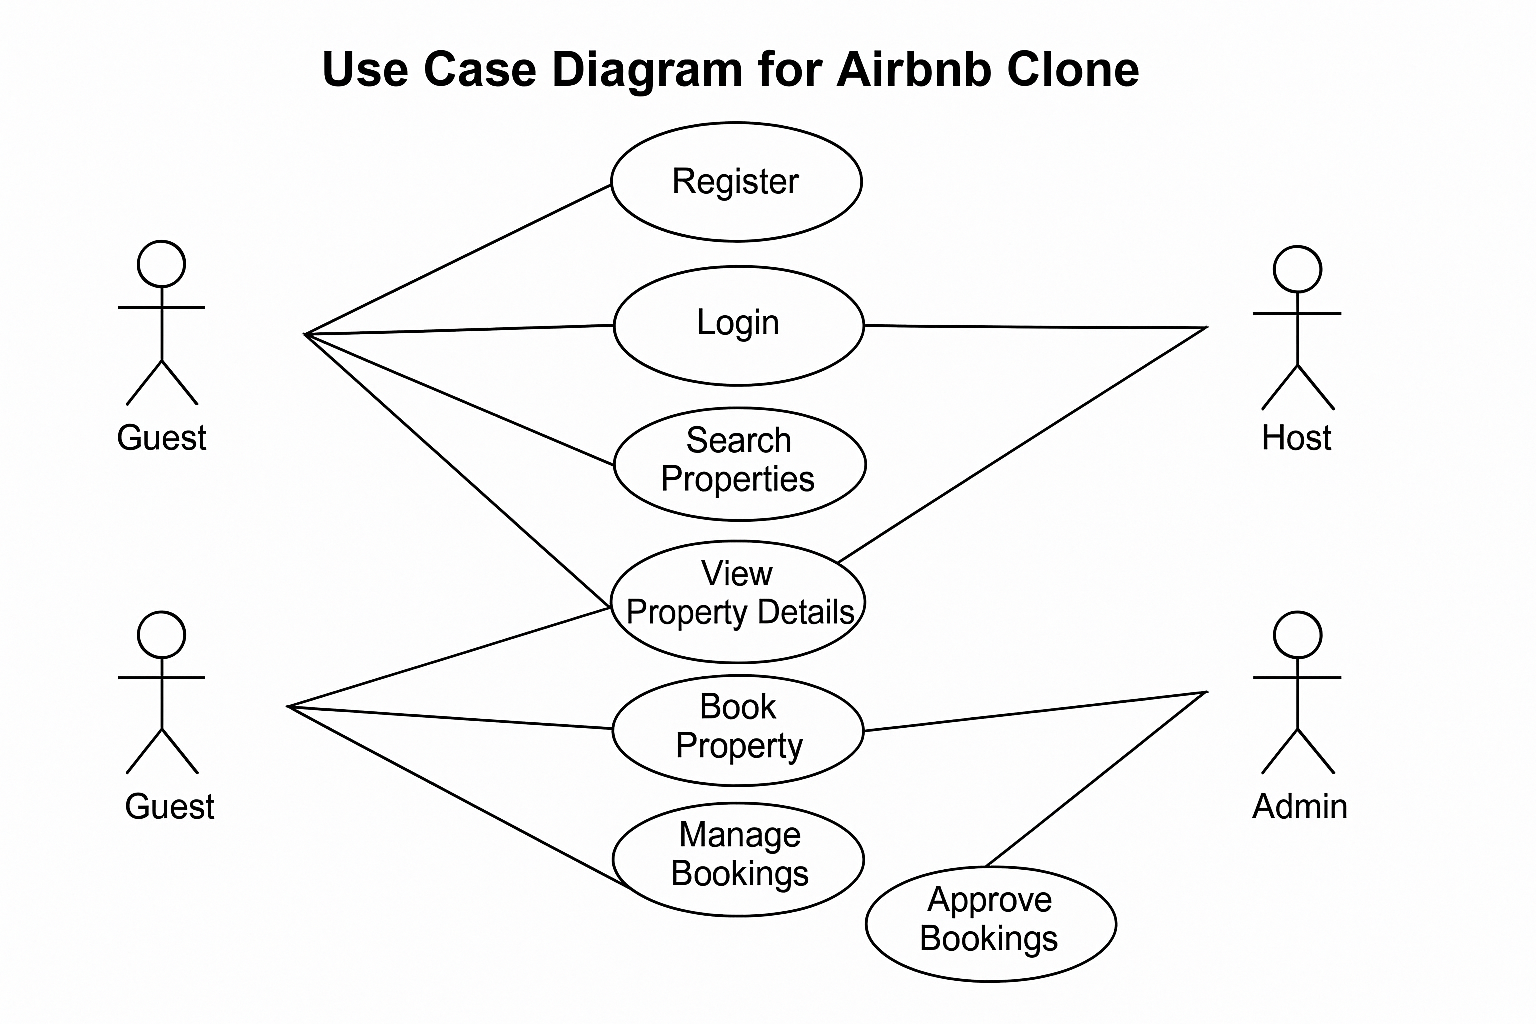 Use Case Diagram for Airbnb Clone
Register
Login
Search
Properties
Guest
Host
View
Property Details
Book
Property
Guest
Admin
Manage
Bookings
Approve
Bookings